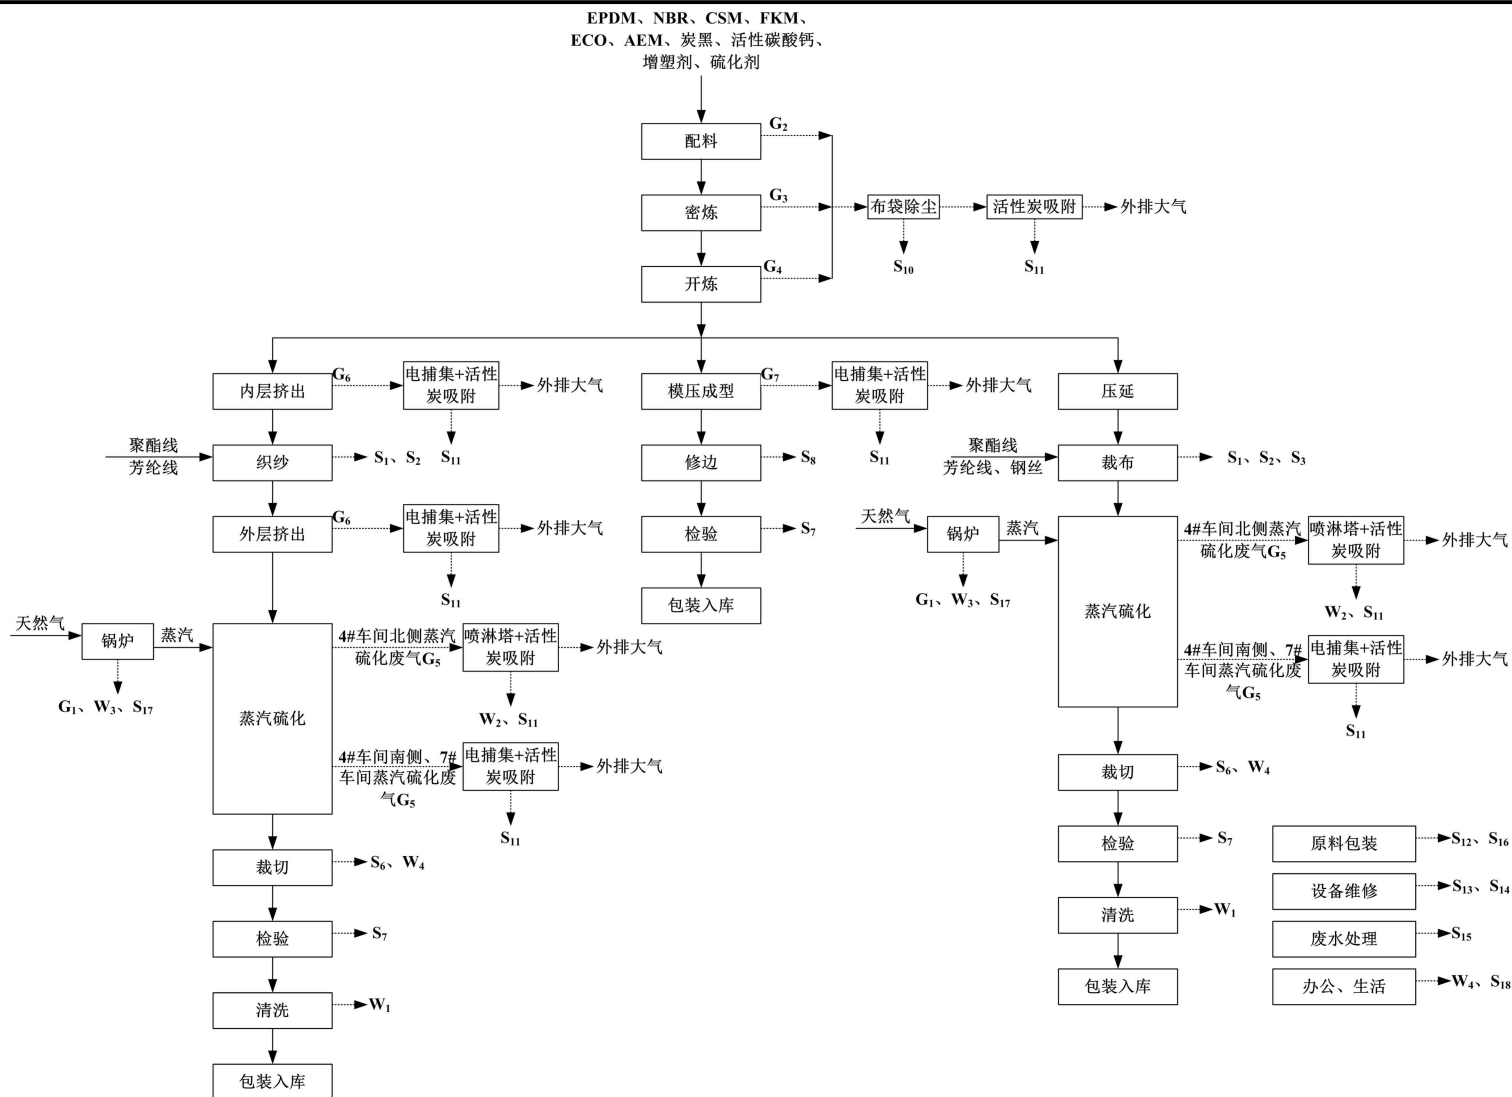 EPDM、NBR、CSM、FKM、
ECO、AEM、炭黑、活性碳酸钙、
增塑剂、硫化剂
配料
G₂
密炼
G₃
布袋除尘
活性炭吸附
外排大气
S₁₀
S₁₁
开炼
G₄
内层挤出
G₆
电捕集+活性
炭吸附
外排大气
S₁₁
聚酯线
芳纶线
织纱
S₁、S₂
外层挤出
G₆
电捕集+活性
炭吸附
外排大气
S₁₁
天然气
锅炉
蒸汽
G₁、W₃、S₁₇
蒸汽硫化
4#车间北侧蒸汽
硫化废气G₅
喷淋塔+活性
炭吸附
外排大气
W₂、S₁₁
4#车间南侧、7#
车间蒸汽硫化废
气G₅
电捕集+活性
炭吸附
外排大气
S₁₁
裁切
S₆、W₄
检验
S₇
清洗
W₁
包装入库
模压成型
G₇
电捕集+活性
炭吸附
外排大气
S₁₁
修边
S₈
检验
S₇
包装入库
压延
聚酯线
芳纶线、钢丝
裁布
S₁、S₂、S₃
天然气
锅炉
蒸汽
G₁、W₃、S₁₇
蒸汽硫化
4#车间北侧蒸汽
硫化废气G₅
喷淋塔+活性
炭吸附
外排大气
W₂、S₁₁
4#车间南侧、7#
车间蒸汽硫化废
气G₅
电捕集+活性
炭吸附
外排大气
S₁₁
裁切
S₆、W₄
检验
S₇
清洗
W₁
包装入库
原料包装
S₁₂、S₁₆
设备维修
S₁₃、S₁₄
废水处理
S₁₅
办公、生活
W₄、S₁₈